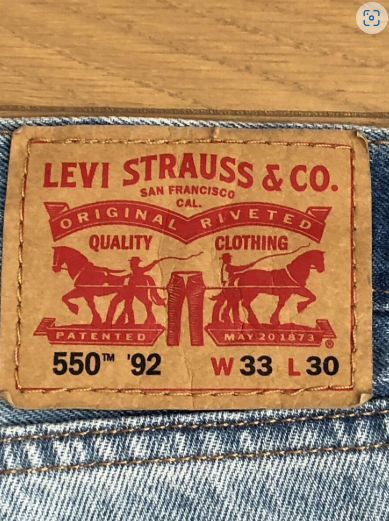 LEVI STRAUSS & CO.
SAN FRANCISCO
CAL.
ORIGINAL RIVETED
QUALITY CLOTHING
PATENTED MAY 20 1873 ®
550™ '92 W 33 L 30